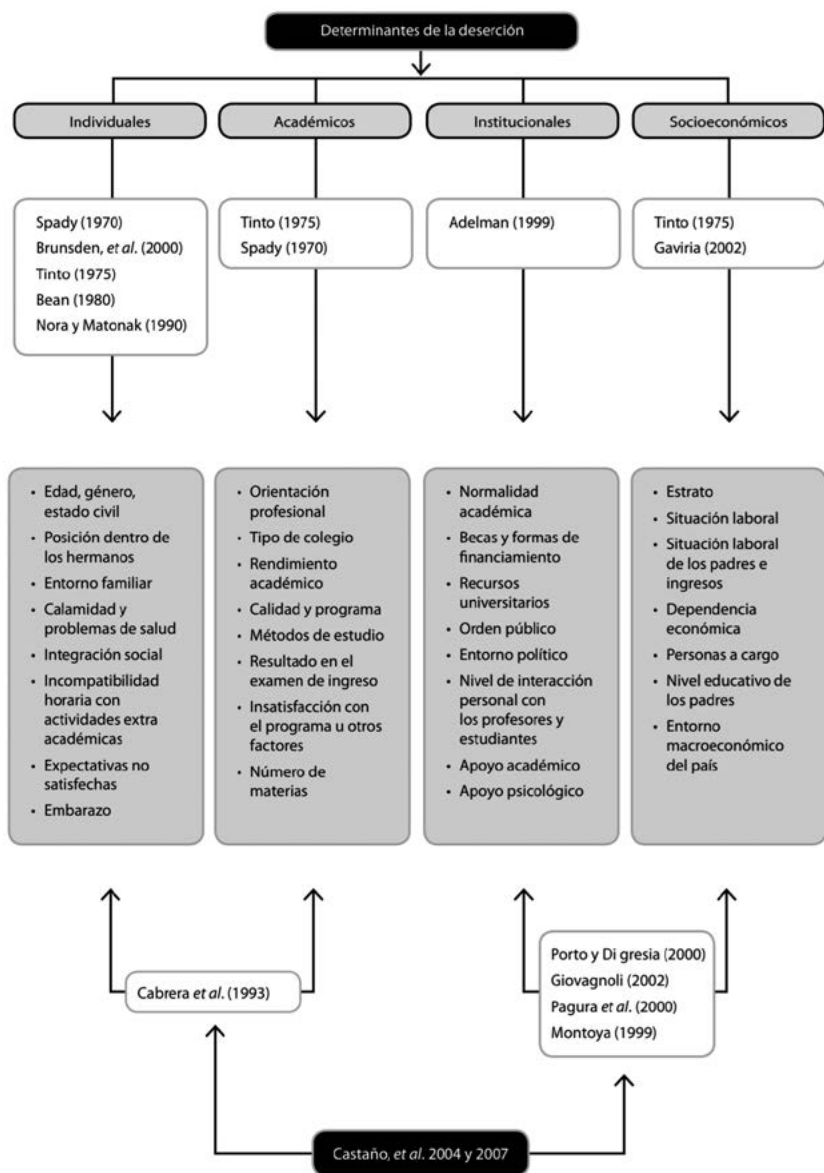 Determinantes de la deserción
Individuales
Académicos
Institucionales
Socioeconómicos
Spady (1970)
Brunsden, et al. (2000)
Tinto (1975)
Bean (1980)
Nora y Matonak (1990)
Tinto (1975)
Spady (1970)
Adelman (1999)
Tinto (1975)
Gaviria (2002)
• Edad, género,
estado civil
• Posición dentro de
los hermanos
• Entorno familiar
• Calamidad y
problemas de salud
• Integración social
• Incompatibilidad
horaria con
actividades extra
académicas
• Expectativas no
satisfechas
• Embarazo
• Orientación
profesional
• Tipo de colegio
• Rendimiento
académico
• Calidad y programa
• Métodos de estudio
• Resultado en el
examen de ingreso
• Insatisfacción con
el programa u otros
factores
• Número de
materias
• Normalidad
académica
• Becas y formas de
financiamiento
• Recursos
universitarios
• Orden público
• Entorno político
• Nivel de interacción
personal con
los profesores y
estudiantes
• Apoyo académico
• Apoyo psicológico
• Estrato
• Situación laboral
• Situación laboral
de los padres e
ingresos
• Dependencia
económica
• Personas a cargo
• Nivel educativo de
los padres
• Entorno
macroeconómico
del país
Cabrera et al. (1993)
Porto y Di gresia (2000)
Giovagnoli (2002)
Pagura et al. (2000)
Montoya (1999)
Castaño, et al. 2004 y 2007